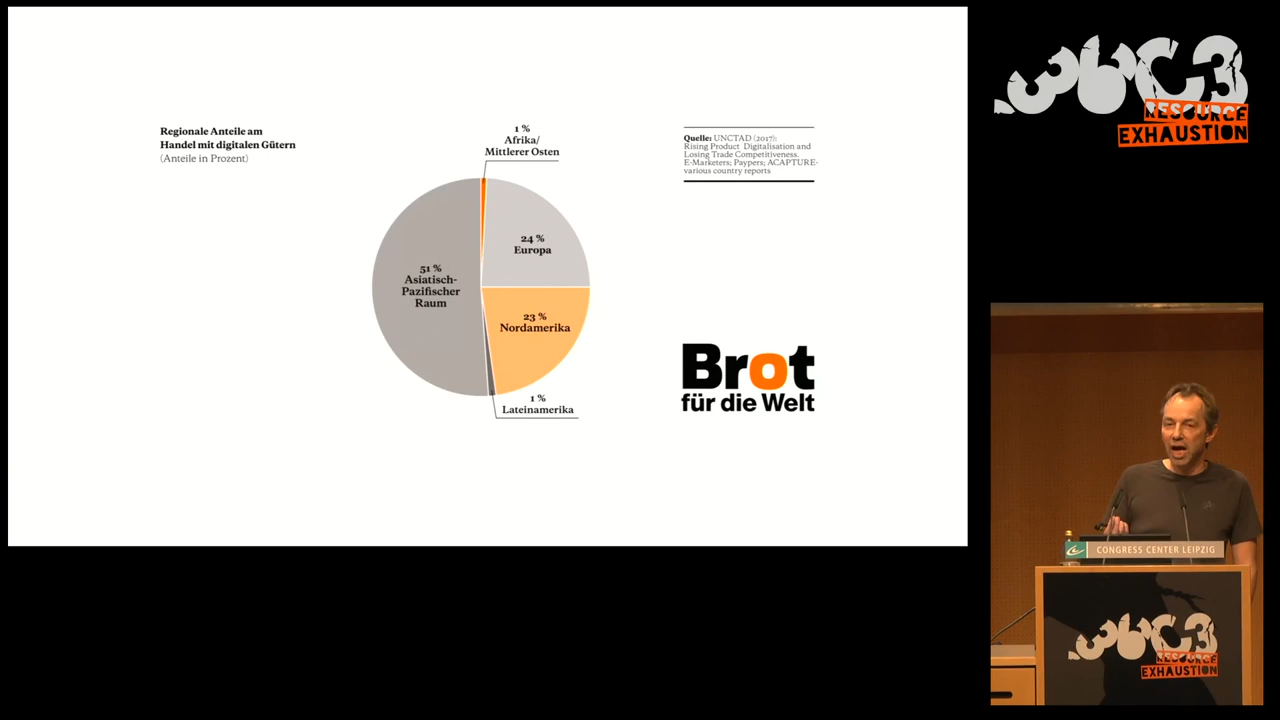 Regionale Anteile am
Handel mit digitalen Gütern
(Anteile in Prozent)
1 %
Afrika/
Mittlerer Osten
24 %
Europa
51 %
Asiatisch-
Pazifischer
Raum
23 %
Nordamerika
1 %
Lateinamerika
Quelle: UNCTAD (2017):
Rising Product Digitalisation and
Losing Trade Competitiveness.
E-Marketers; Paypers; ACAPTURE-
various country reports
Brot
für die Welt
36C3
RESOURCE
EXHAUSTION
CONGRESS CENTER LEIPZIG
36C3
RESOURCE
EXHAUSTION